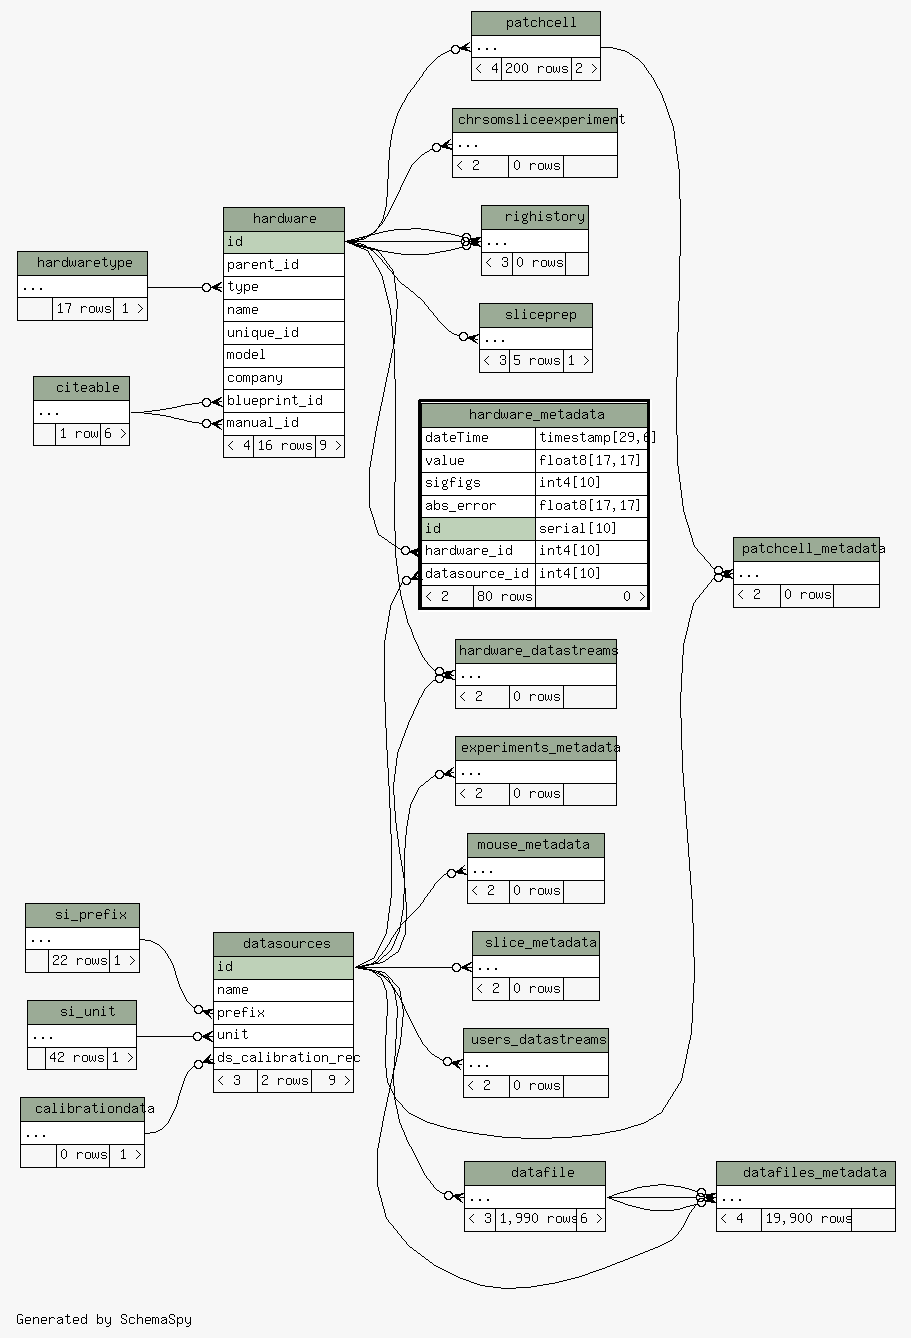 patchcell
...
< 4 200 rows 2 >
chrsomsliceexperiment
...
< 2 0 rows
righistory
...
< 3 0 rows
sliceprep
...
< 3 5 rows 1 >
hardware
id
parent_id
type
name
unique_id
model
company
blueprint_id
manual_id
< 4 16 rows 9 >
hardwaretype
...
17 rows 1 >
citeable
...
1 row 6 >
hardware_metadata
dateTime timestamp[29,6]
value float8[17,17]
sigfigs int4[10]
abs_error float8[17,17]
id serial[10]
hardware_id int4[10]
datasource_id int4[10]
< 2 80 rows 0 >
patchcell_metadata
...
< 2 0 rows
hardware_datastreams
...
< 2 0 rows
experiments_metadata
...
< 2 0 rows
mouse_metadata
...
< 2 0 rows
slice_metadata
...
< 2 0 rows
users_datastreams
...
< 2 0 rows
si_prefix
...
22 rows 1 >
si_unit
...
42 rows 1 >
calibrationdata
...
0 rows 1 >
datasources
id
name
prefix
unit
ds_calibration_rec
< 3 2 rows 9 >
datafile
...
< 3 1,990 rows 6 >
datafiles_metadata
...
< 4 19,900 rows
Generated by SchemaSpy